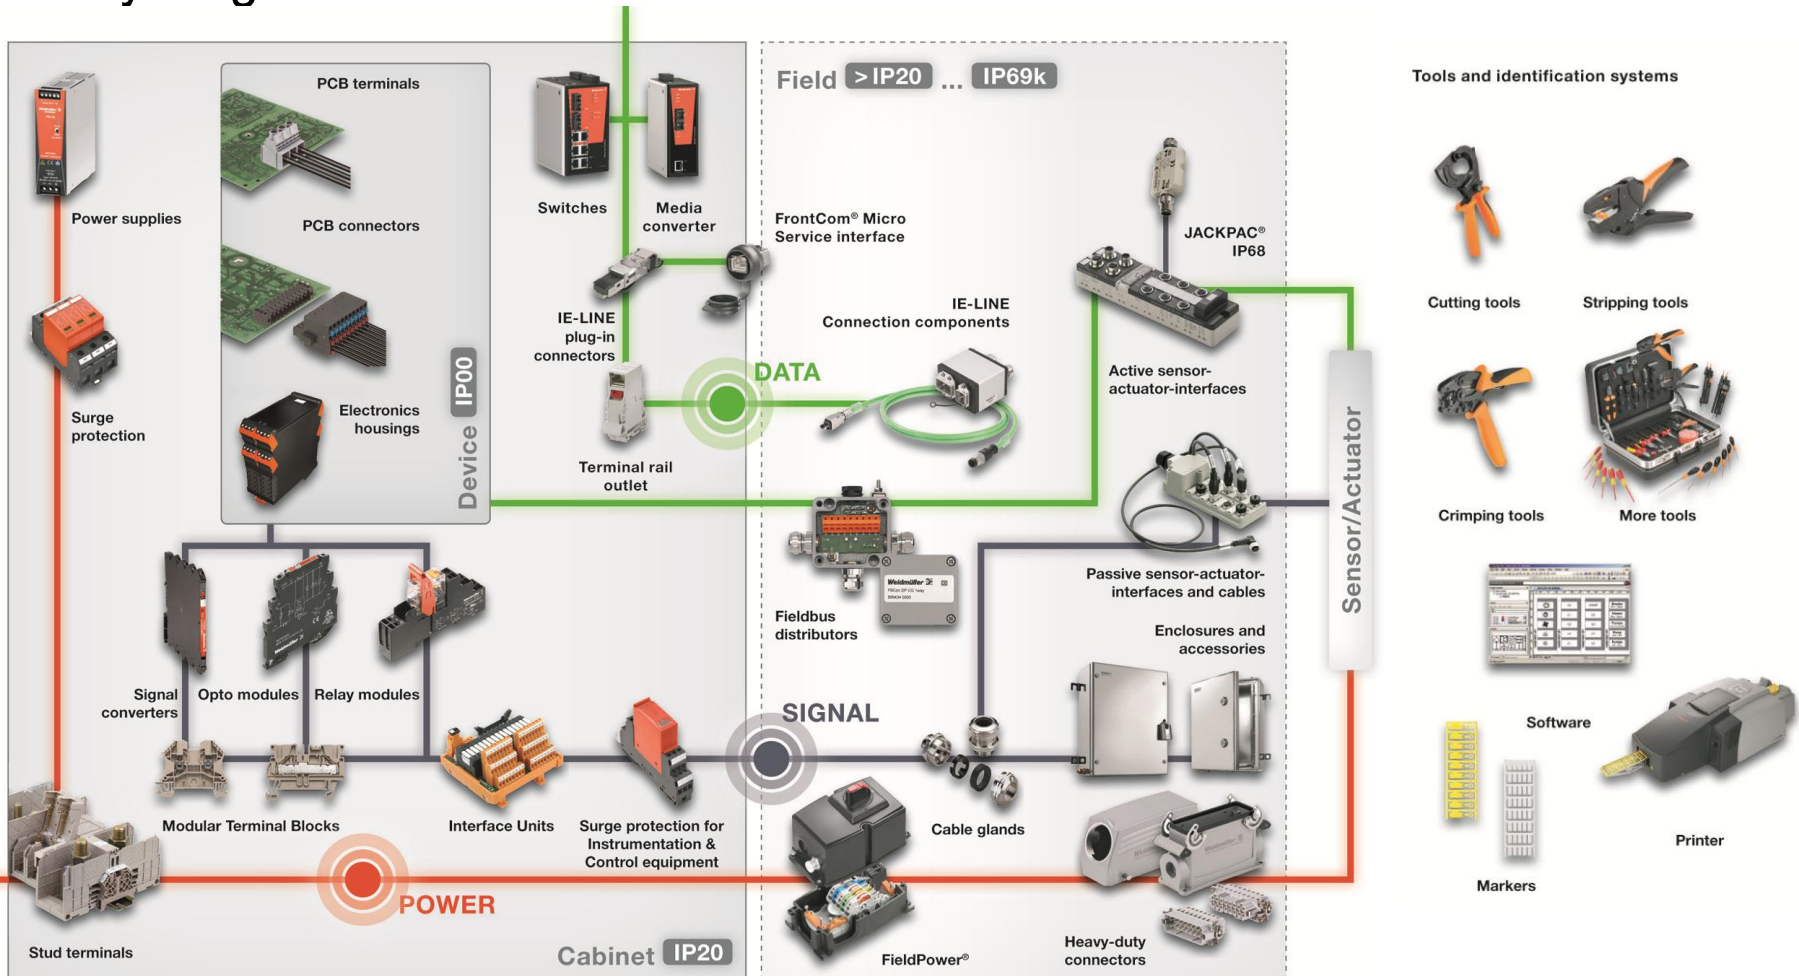 Field >IP20 ... IP69k
Tools and identification systems
PCB terminals
Power supplies
PCB connectors
Switches
Media
converter
FrontCom® Micro
Service interface
JACKPAC®
IP68
IE-LINE
Connection components
IE-LINE
plug-in
connectors
Cutting tools
Stripping tools
DATA
Active sensor-
actuator-interfaces
Surge
protection
Electronics
housings
Device IP00
Terminal rail
outlet
Sensor/Actuator
Crimping tools
More tools
Weidmüller
Fieldbus
distributors
Passive sensor-actuator-
interfaces and cables
Enclosures and
accessories
Signal
converters
Opto modules
Relay modules
SIGNAL
Software
Modular Terminal Blocks
Interface Units
Surge protection for
Instrumentation &
Control equipment
Cable glands
Printer
Markers
POWER
Stud terminals
Cabinet IP20
FieldPower®
Heavy-duty
connectors